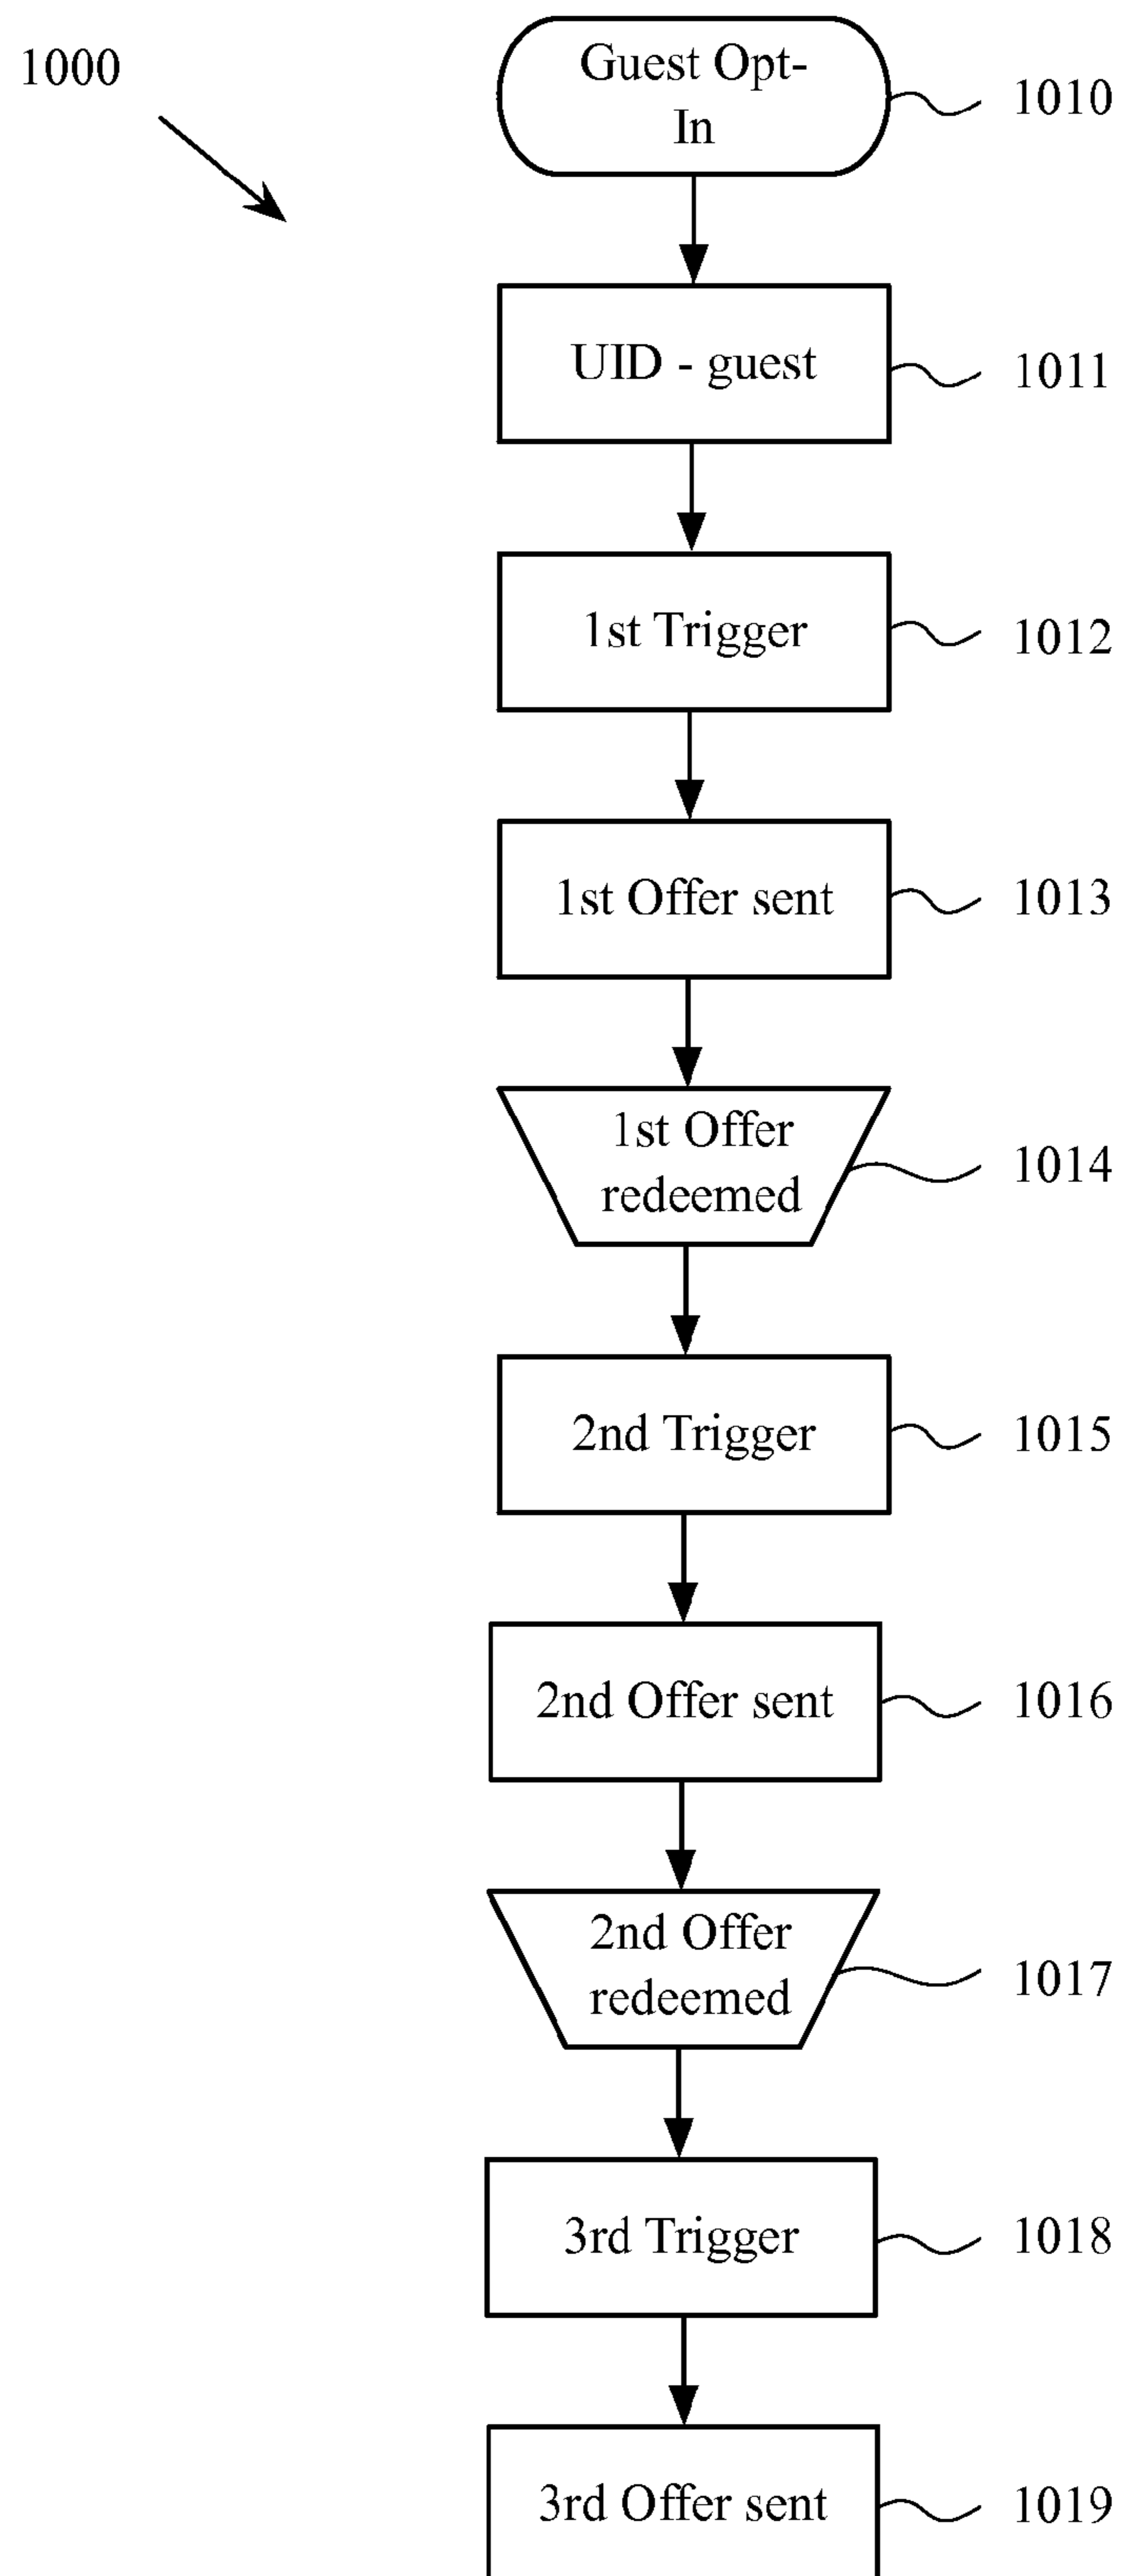 1000
Guest Opt-
In
1010
UID - guest
1011
1st Trigger
1012
1st Offer sent
1013
1st Offer
redeemed
1014
2nd Trigger
1015
2nd Offer sent
1016
2nd Offer
redeemed
1017
3rd Trigger
1018
3rd Offer sent
1019